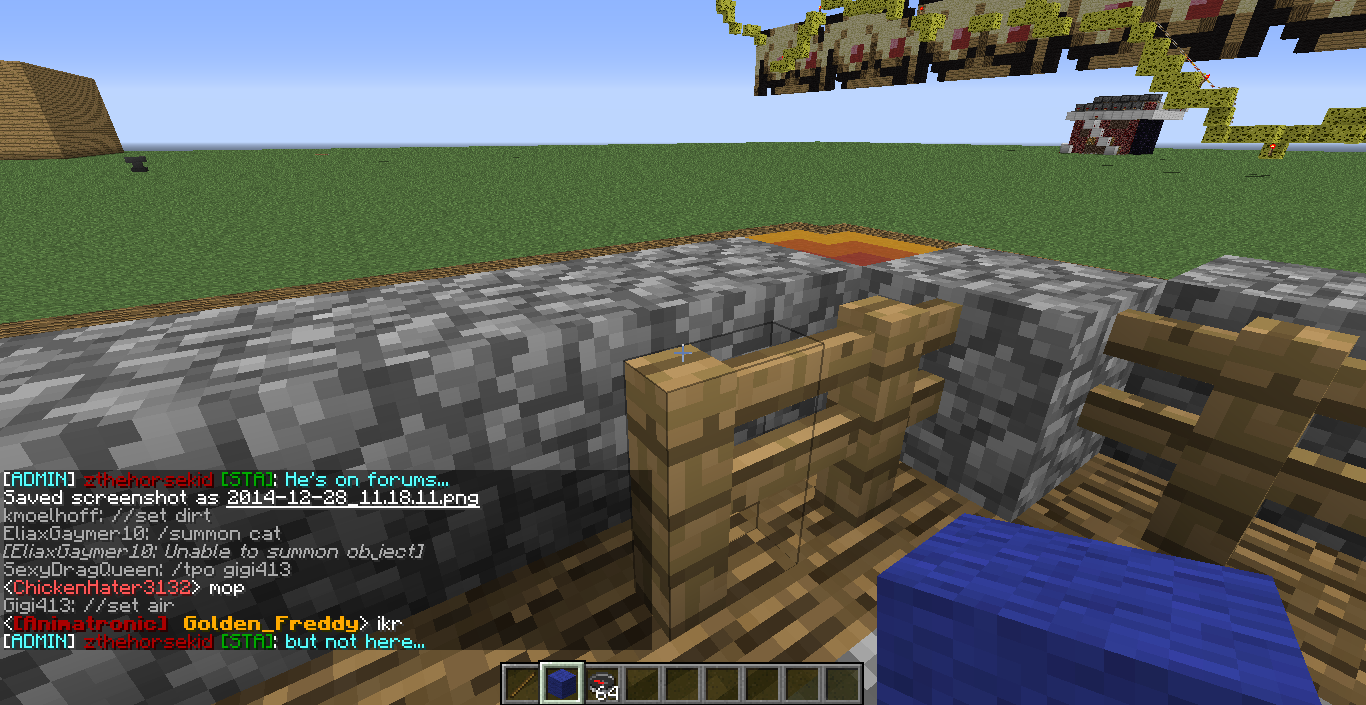 [ADMIN] zthehorsekid [STA]: He's on forums...
Saved screenshot as 2014-12-28_11.18.11.png
kmoelhoff: //set dirt
EliaxGaymer10: /summon cat
[EliaxGaymer10: Unable to summon object]
SexyDragQueen: /tpo gigi413
<ChickenHater3132> mop
Gigi413: //set air
<[Animatronic] Golden_Freddy> ikr
[ADMIN] zthehorsekid [STA]: but not here...
64